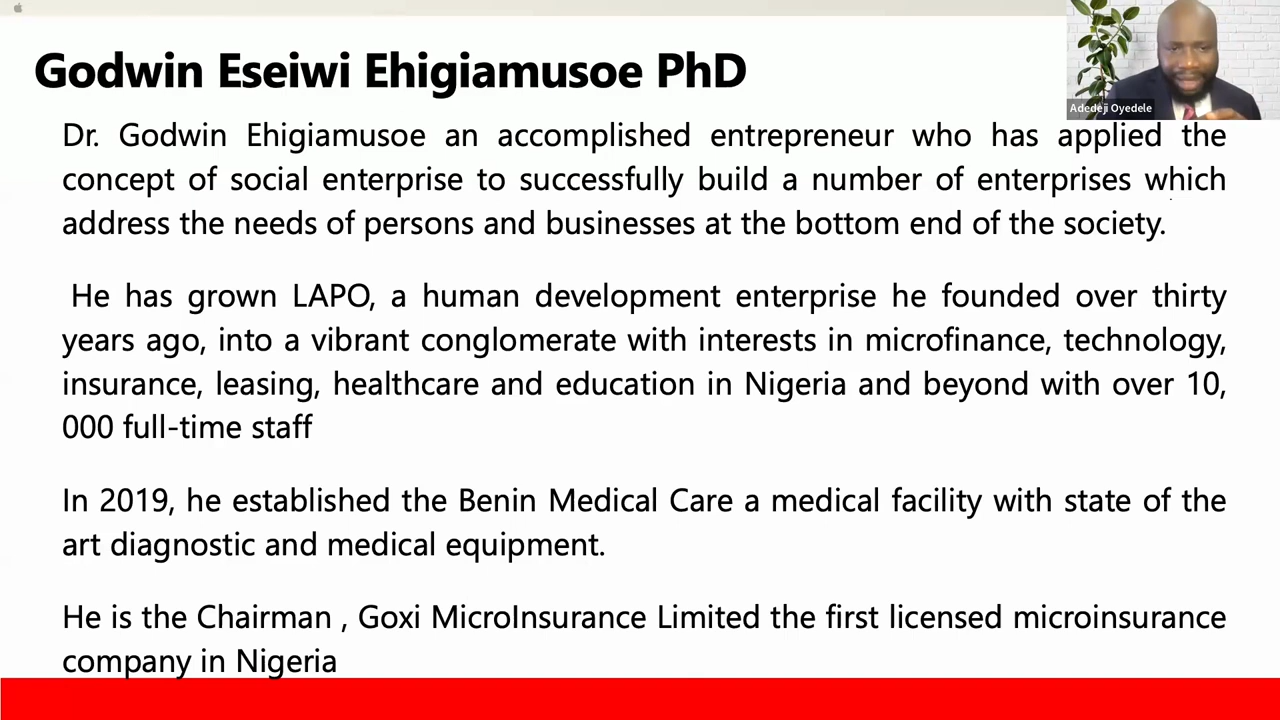 Godwin Eseiwi Ehigiamusoe PhD
Adedeji Oyedele
Dr. Godwin Ehigiamusoe an accomplished entrepreneur who has applied the
concept of social enterprise to successfully build a number of enterprises which
address the needs of persons and businesses at the bottom end of the society.
He has grown LAPO, a human development enterprise he founded over thirty
years ago, into a vibrant conglomerate with interests in microfinance, technology,
insurance, leasing, healthcare and education in Nigeria and beyond with over 10,
000 full-time staff
In 2019, he established the Benin Medical Care a medical facility with state of the
art diagnostic and medical equipment.
He is the Chairman , Goxi MicroInsurance Limited the first licensed microinsurance
company in Nigeria